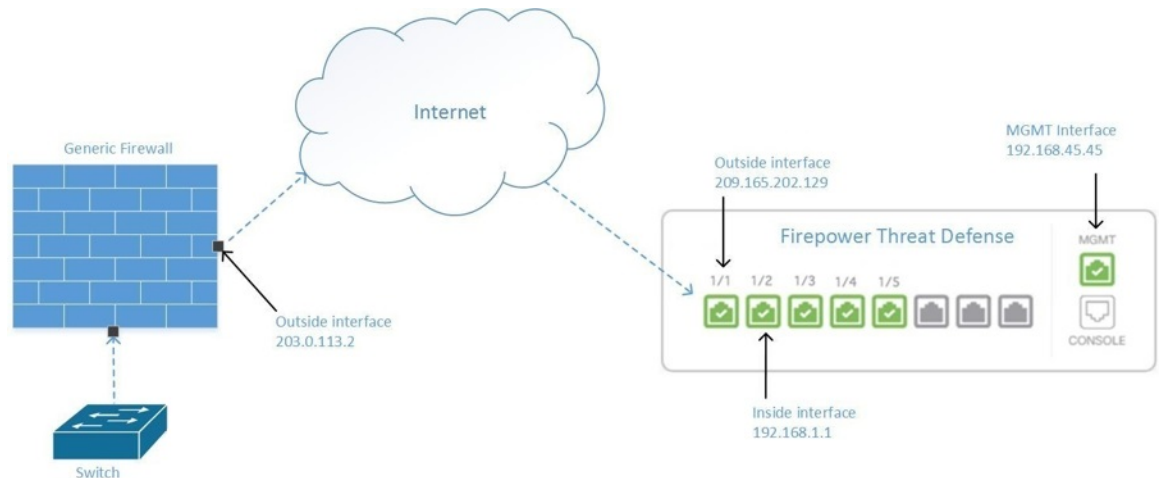 Internet
Generic Firewall
Outside interface
203.0.113.2
Switch
MGMT Interface
192.168.45.45
Outside interface
209.165.202.129
Firepower Threat Defense
MGMT
1/1 1/2 1/3 1/4 1/5
CONSOLE
Inside interface
192.168.1.1